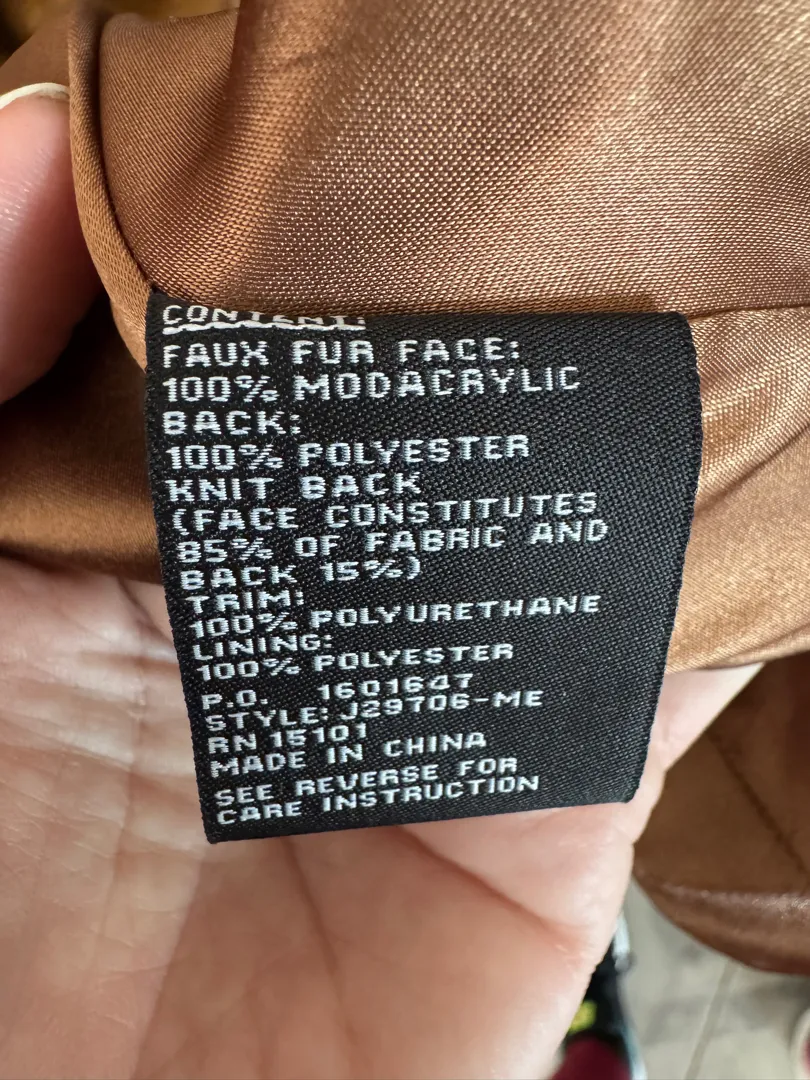 CONTENT:
FAUX FUR FACE:
100% MODACRYLIC
BACK:
100% POLYESTER
KNIT BACK
(FACE CONSTITUTES
85% OF FABRIC AND
BACK 15%)
TRIM:
100% POLYURETHANE
LINING:
100% POLYESTER
P.O. 1601647
STYLE: J29706-ME
RN 15101
MADE IN CHINA
SEE REVERSE FOR
CARE INSTRUCTION